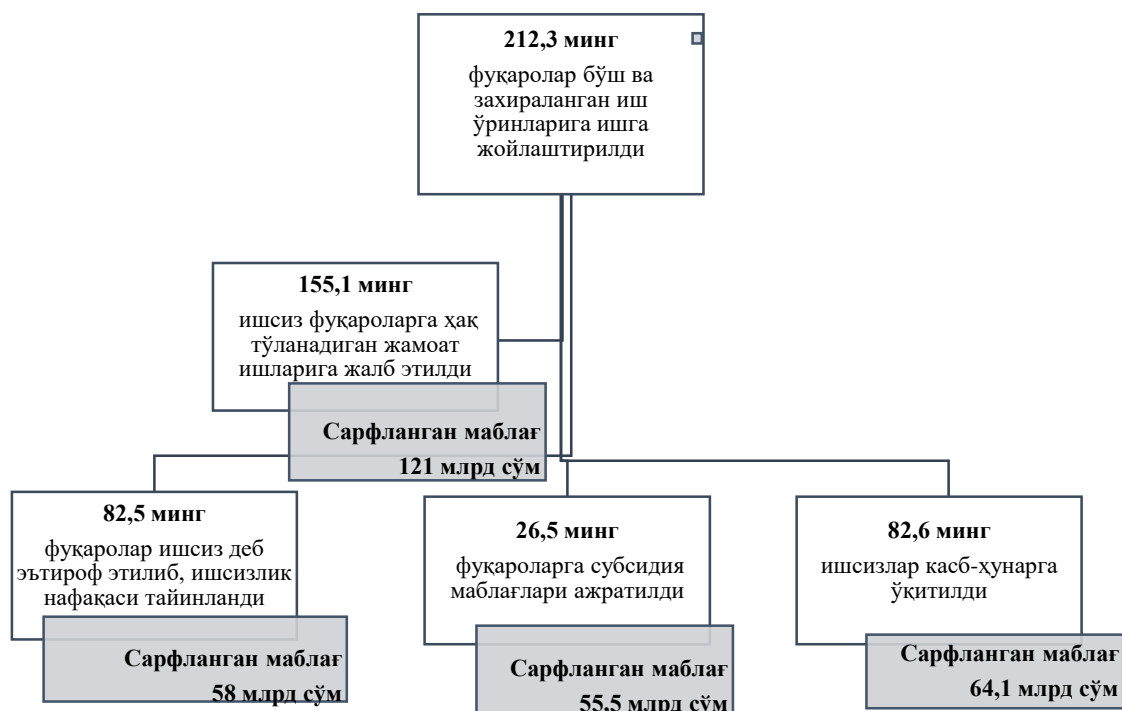 212,3 минг
фуқаролар бўш ва
захираланган иш
ўринларига ишга
жойлаштирилди
155,1 минг
ишсиз фуқароларга ҳақ
тўланадиган жамоат
ишларига жалб этилди
Сарфланган маблағ
121 млрд сўм
82,5 минг
фуқаролар ишсиз деб
эътироф этилиб, ишсизлик
нафақаси тайинланди
Сарфланган маблағ
58 млрд сўм
26,5 минг
фуқароларга субсидия
маблағлари ажратилди
Сарфланган маблағ
55,5 млрд сўм
82,6 минг
ишсизлар касб-ҳунарга
ўқитилди
Сарфланган маблағ
64,1 млрд сўм